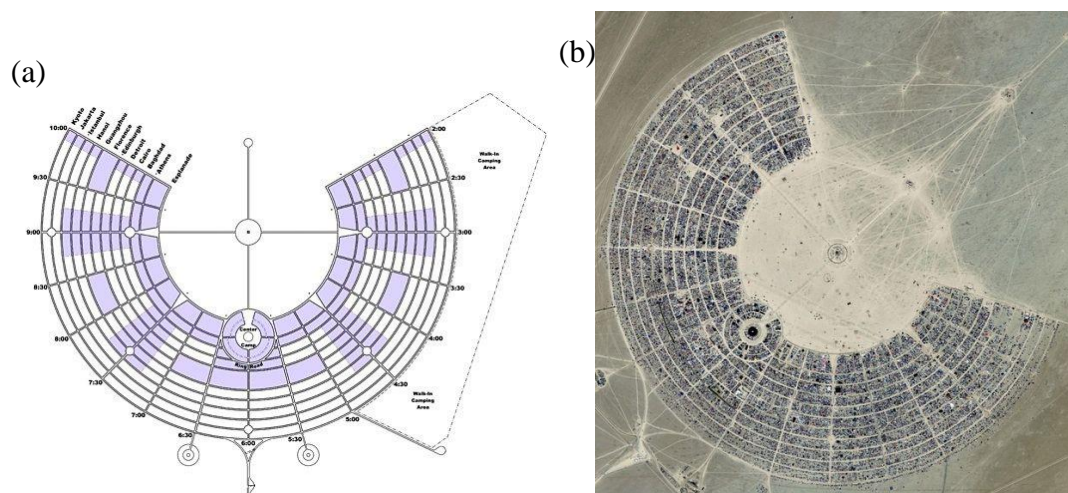 (a)
(b)
Kyoto
Jakarta
Istanbul
Hanoi
Guangzhou
Florence
Edinburgh
Detroit
Cairo
Baghdad
Athens
Esplanade
10:00
9:30
9:00
8:30
8:00
7:30
7:00
6:30
6:00
5:30
5:00
4:30
4:00
3:30
3:00
2:30
2:00
Walk-In
Camping
Area
Center
Camp
Ring Road
Walk-In
Camping
Area